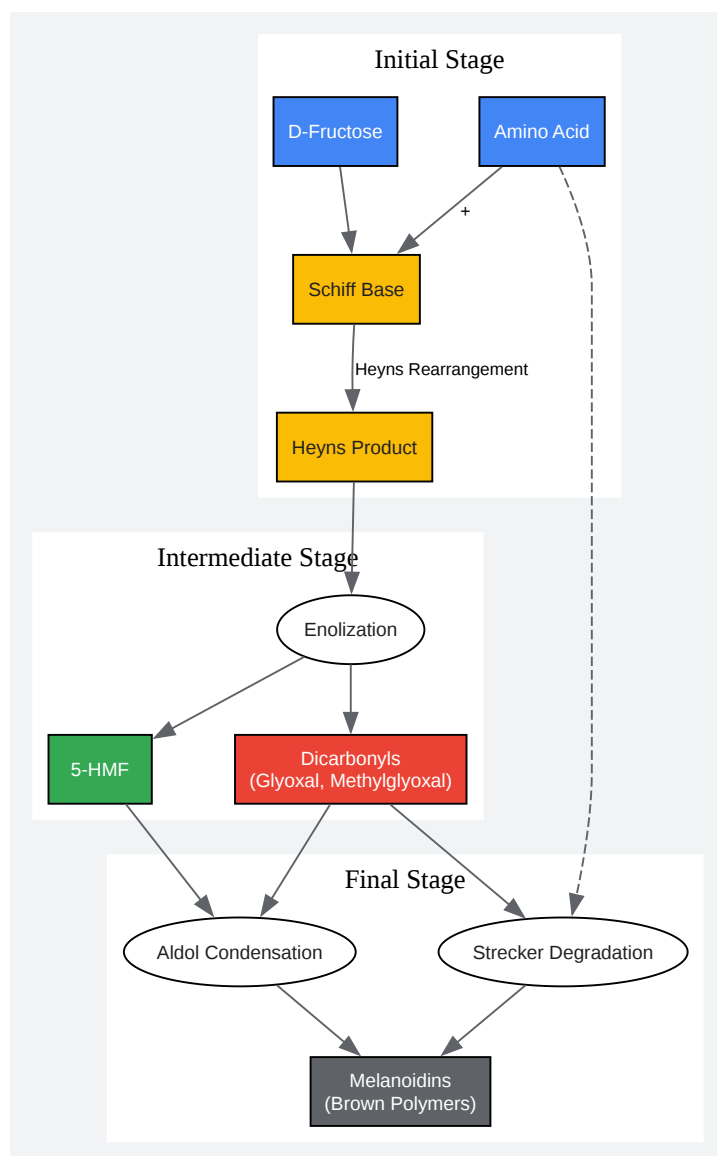 Initial Stage
D-Fructose
Amino Acid
+
Schiff Base
Heyns Rearrangement
Heyns Product
Intermediate Stage
Enolization
5-HMF
Dicarbonyls
(Glyoxal, Methylglyoxal)
Final Stage
Aldol Condensation
Strecker Degradation
Melanoidins
(Brown Polymers)